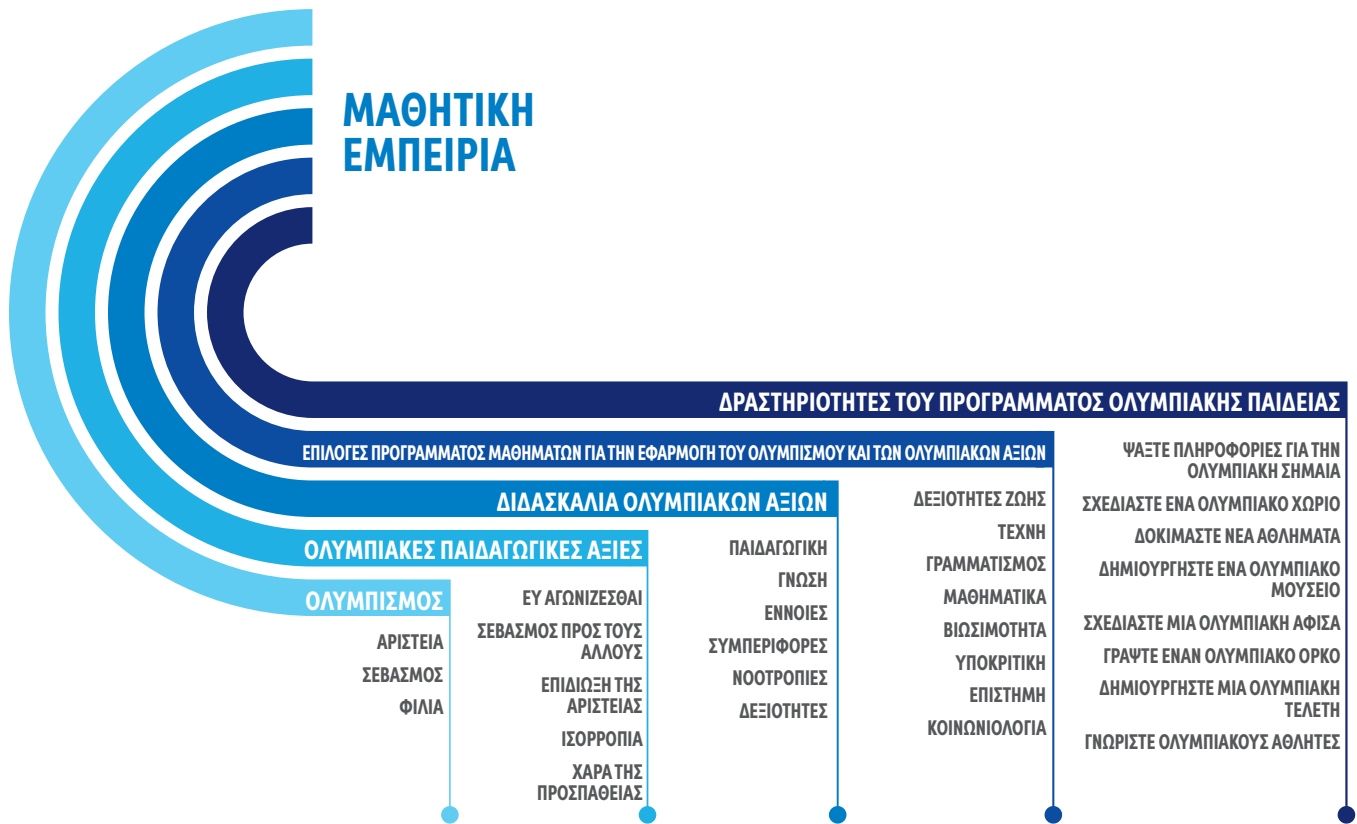 ΜΑΘΗΤΙΚΗ
ΕΜΠΕΙΡΙΑ
ΔΡΑΣΤΗΡΙΟΤΗΤΕΣ ΤΟΥ ΠΡΟΓΡΑΜΜΑΤΟΣ ΟΛΥΜΠΙΑΚΗΣ ΠΑΙΔΕΙΑΣ
ΨΑΞΤΕ ΠΛΗΡΟΦΟΡΙΕΣ ΓΙΑ ΤΗΝ
ΟΛΥΜΠΙΑΚΗ ΣΗΜΑΙΑ
ΣΧΕΔΙΑΣΤΕ ΕΝΑ ΟΛΥΜΠΙΑΚΟ ΧΩΡΙΟ
ΔΟΚΙΜΑΣΤΕ ΝΕΑ ΑΘΛΗΜΑΤΑ
ΔΗΜΙΟΥΡΓΗΣΤΕ ΕΝΑ ΟΛΥΜΠΙΑΚΟ
ΜΟΥΣΕΙΟ
ΣΧΕΔΙΑΣΤΕ ΜΙΑ ΟΛΥΜΠΙΑΚΗ ΑΦΙΣΑ
ΓΡΑΨΤΕ ΕΝΑΝ ΟΛΥΜΠΙΑΚΟ ΟΡΚΟ
ΔΗΜΙΟΥΡΓΗΣΤΕ ΜΙΑ ΟΛΥΜΠΙΑΚΗ
ΤΕΛΕΤΗ
ΓΝΩΡΙΣΤΕ ΟΛΥΜΠΙΑΚΟΥΣ ΑΘΛΗΤΕΣ
ΕΠΙΛΟΓΕΣ ΠΡΟΓΡΑΜΜΑΤΟΣ ΜΑΘΗΜΑΤΩΝ ΓΙΑ ΤΗΝ ΕΦΑΡΜΟΓΗ ΤΟΥ ΟΛΥΜΠΙΣΜΟΥ ΚΑΙ ΤΩΝ ΟΛΥΜΠΙΑΚΩΝ ΑΞΙΩΝ
ΔΕΞΙΟΤΗΤΕΣ ΖΩΗΣ
ΤΕΧΝΗ
ΓΡΑΜΜΑΤΙΣΜΟΣ
ΜΑΘΗΜΑΤΙΚΑ
ΒΙΩΣΙΜΟΤΗΤΑ
ΥΠΟΚΡΙΤΙΚΗ
ΕΠΙΣΤΗΜΗ
ΚΟΙΝΩΝΙΟΛΟΓΙΑ
ΔΙΔΑΣΚΑΛΙΑ ΟΛΥΜΠΙΑΚΩΝ ΑΞΙΩΝ
ΠΑΙΔΑΓΩΓΙΚΗ
ΓΝΩΣΗ
ΕΝΝΟΙΕΣ
ΣΥΜΠΕΡΙΦΟΡΕΣ
ΝΟΟΤΡΟΠΙΕΣ
ΔΕΞΙΟΤΗΤΕΣ
ΟΛΥΜΠΙΑΚΕΣ ΠΑΙΔΑΓΩΓΙΚΕΣ ΑΞΙΕΣ
ΕΥ ΑΓΩΝΙΖΕΣΘΑΙ
ΣΕΒΑΣΜΟΣ ΠΡΟΣ ΤΟΥΣ
ΑΛΛΟΥΣ
ΕΠΙΔΙΩΞΗ ΤΗΣ
ΑΡΙΣΤΕΙΑΣ
ΙΣΟΡΡΟΠΙΑ
ΧΑΡΑ ΤΗΣ
ΠΡΟΣΠΑΘΕΙΑΣ
ΟΛΥΜΠΙΣΜΟΣ
ΑΡΙΣΤΕΙΑ
ΣΕΒΑΣΜΟΣ
ΦΙΛΙΑ